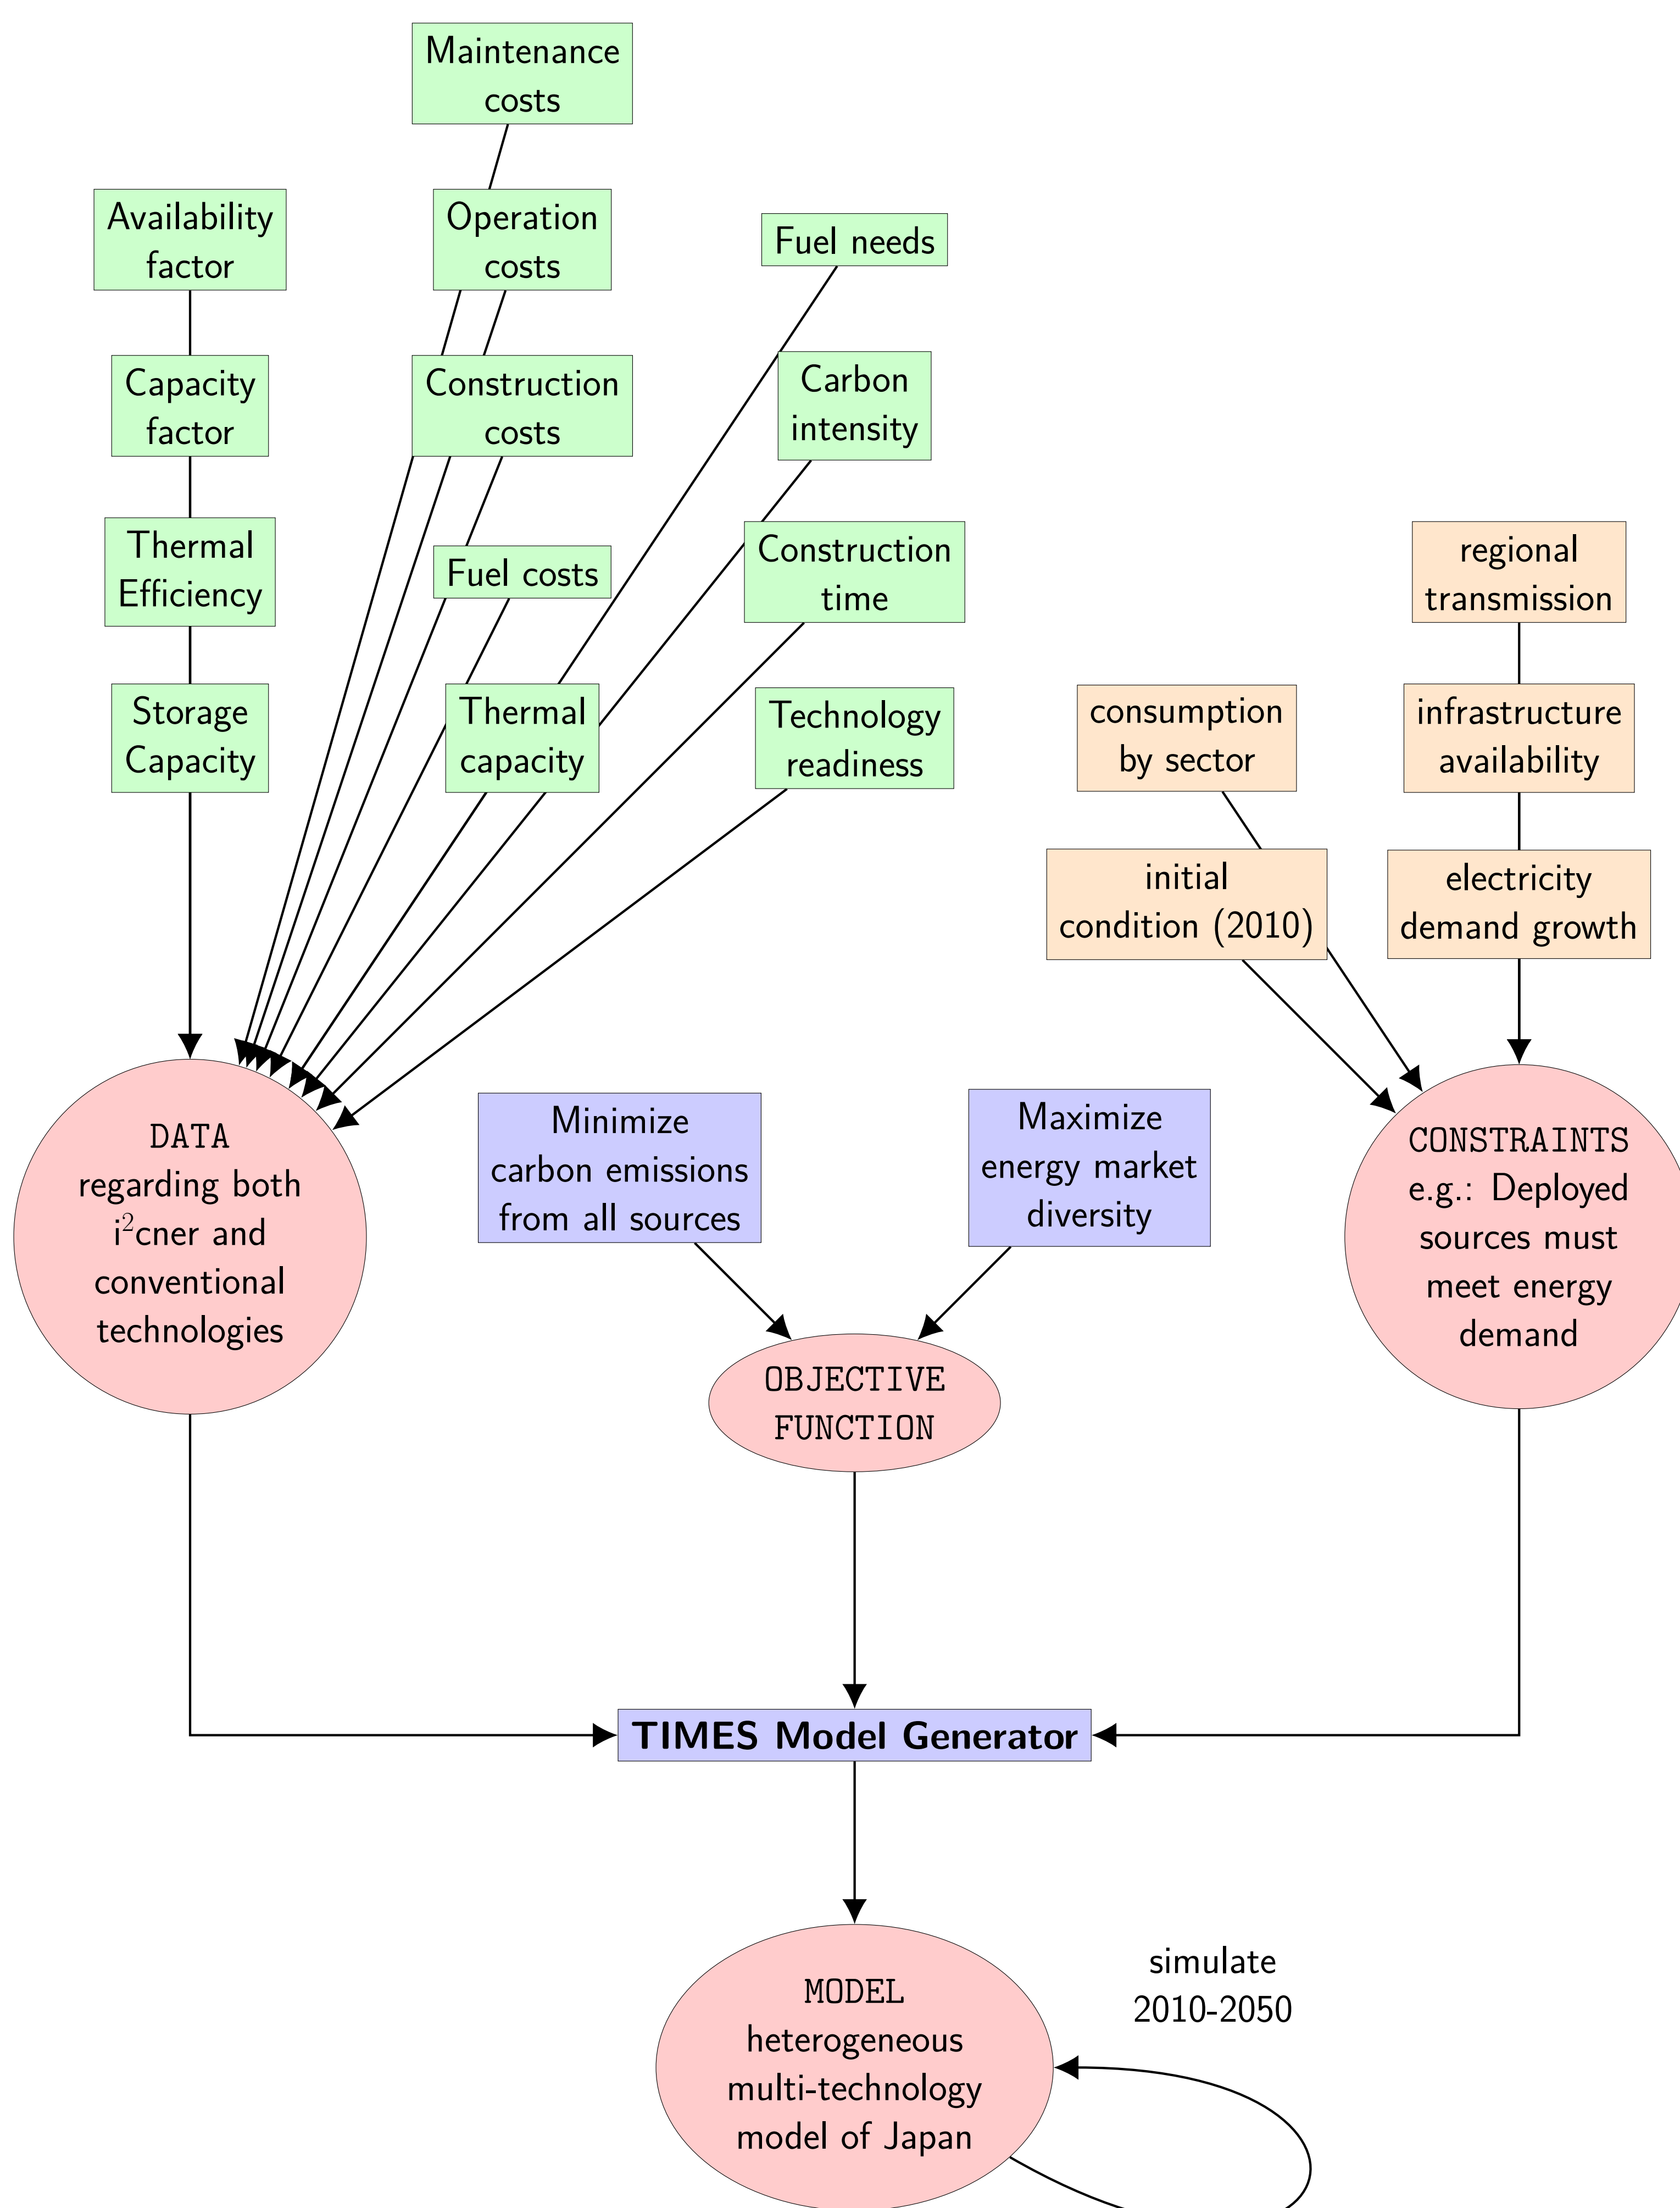 Maintenance
costs
Availability
factor
Operation
costs
Fuel needs
Capacity
factor
Construction
costs
Carbon
intensity
Thermal
Efficiency
Fuel costs
Construction
time
regional
transmission
Storage
Capacity
Thermal
capacity
Technology
readiness
consumption
by sector
infrastructure
availability
initial
condition (2010)
electricity
demand growth
DATA
regarding both
i²cner and
conventional
technologies
Minimize
carbon emissions
from all sources
Maximize
energy market
diversity
CONSTRAINTS
e.g.: Deployed
sources must
meet energy
demand
OBJECTIVE
FUNCTION
TIMES Model Generator
MODEL
heterogeneous
multi-technology
model of Japan
simulate
2010-2050